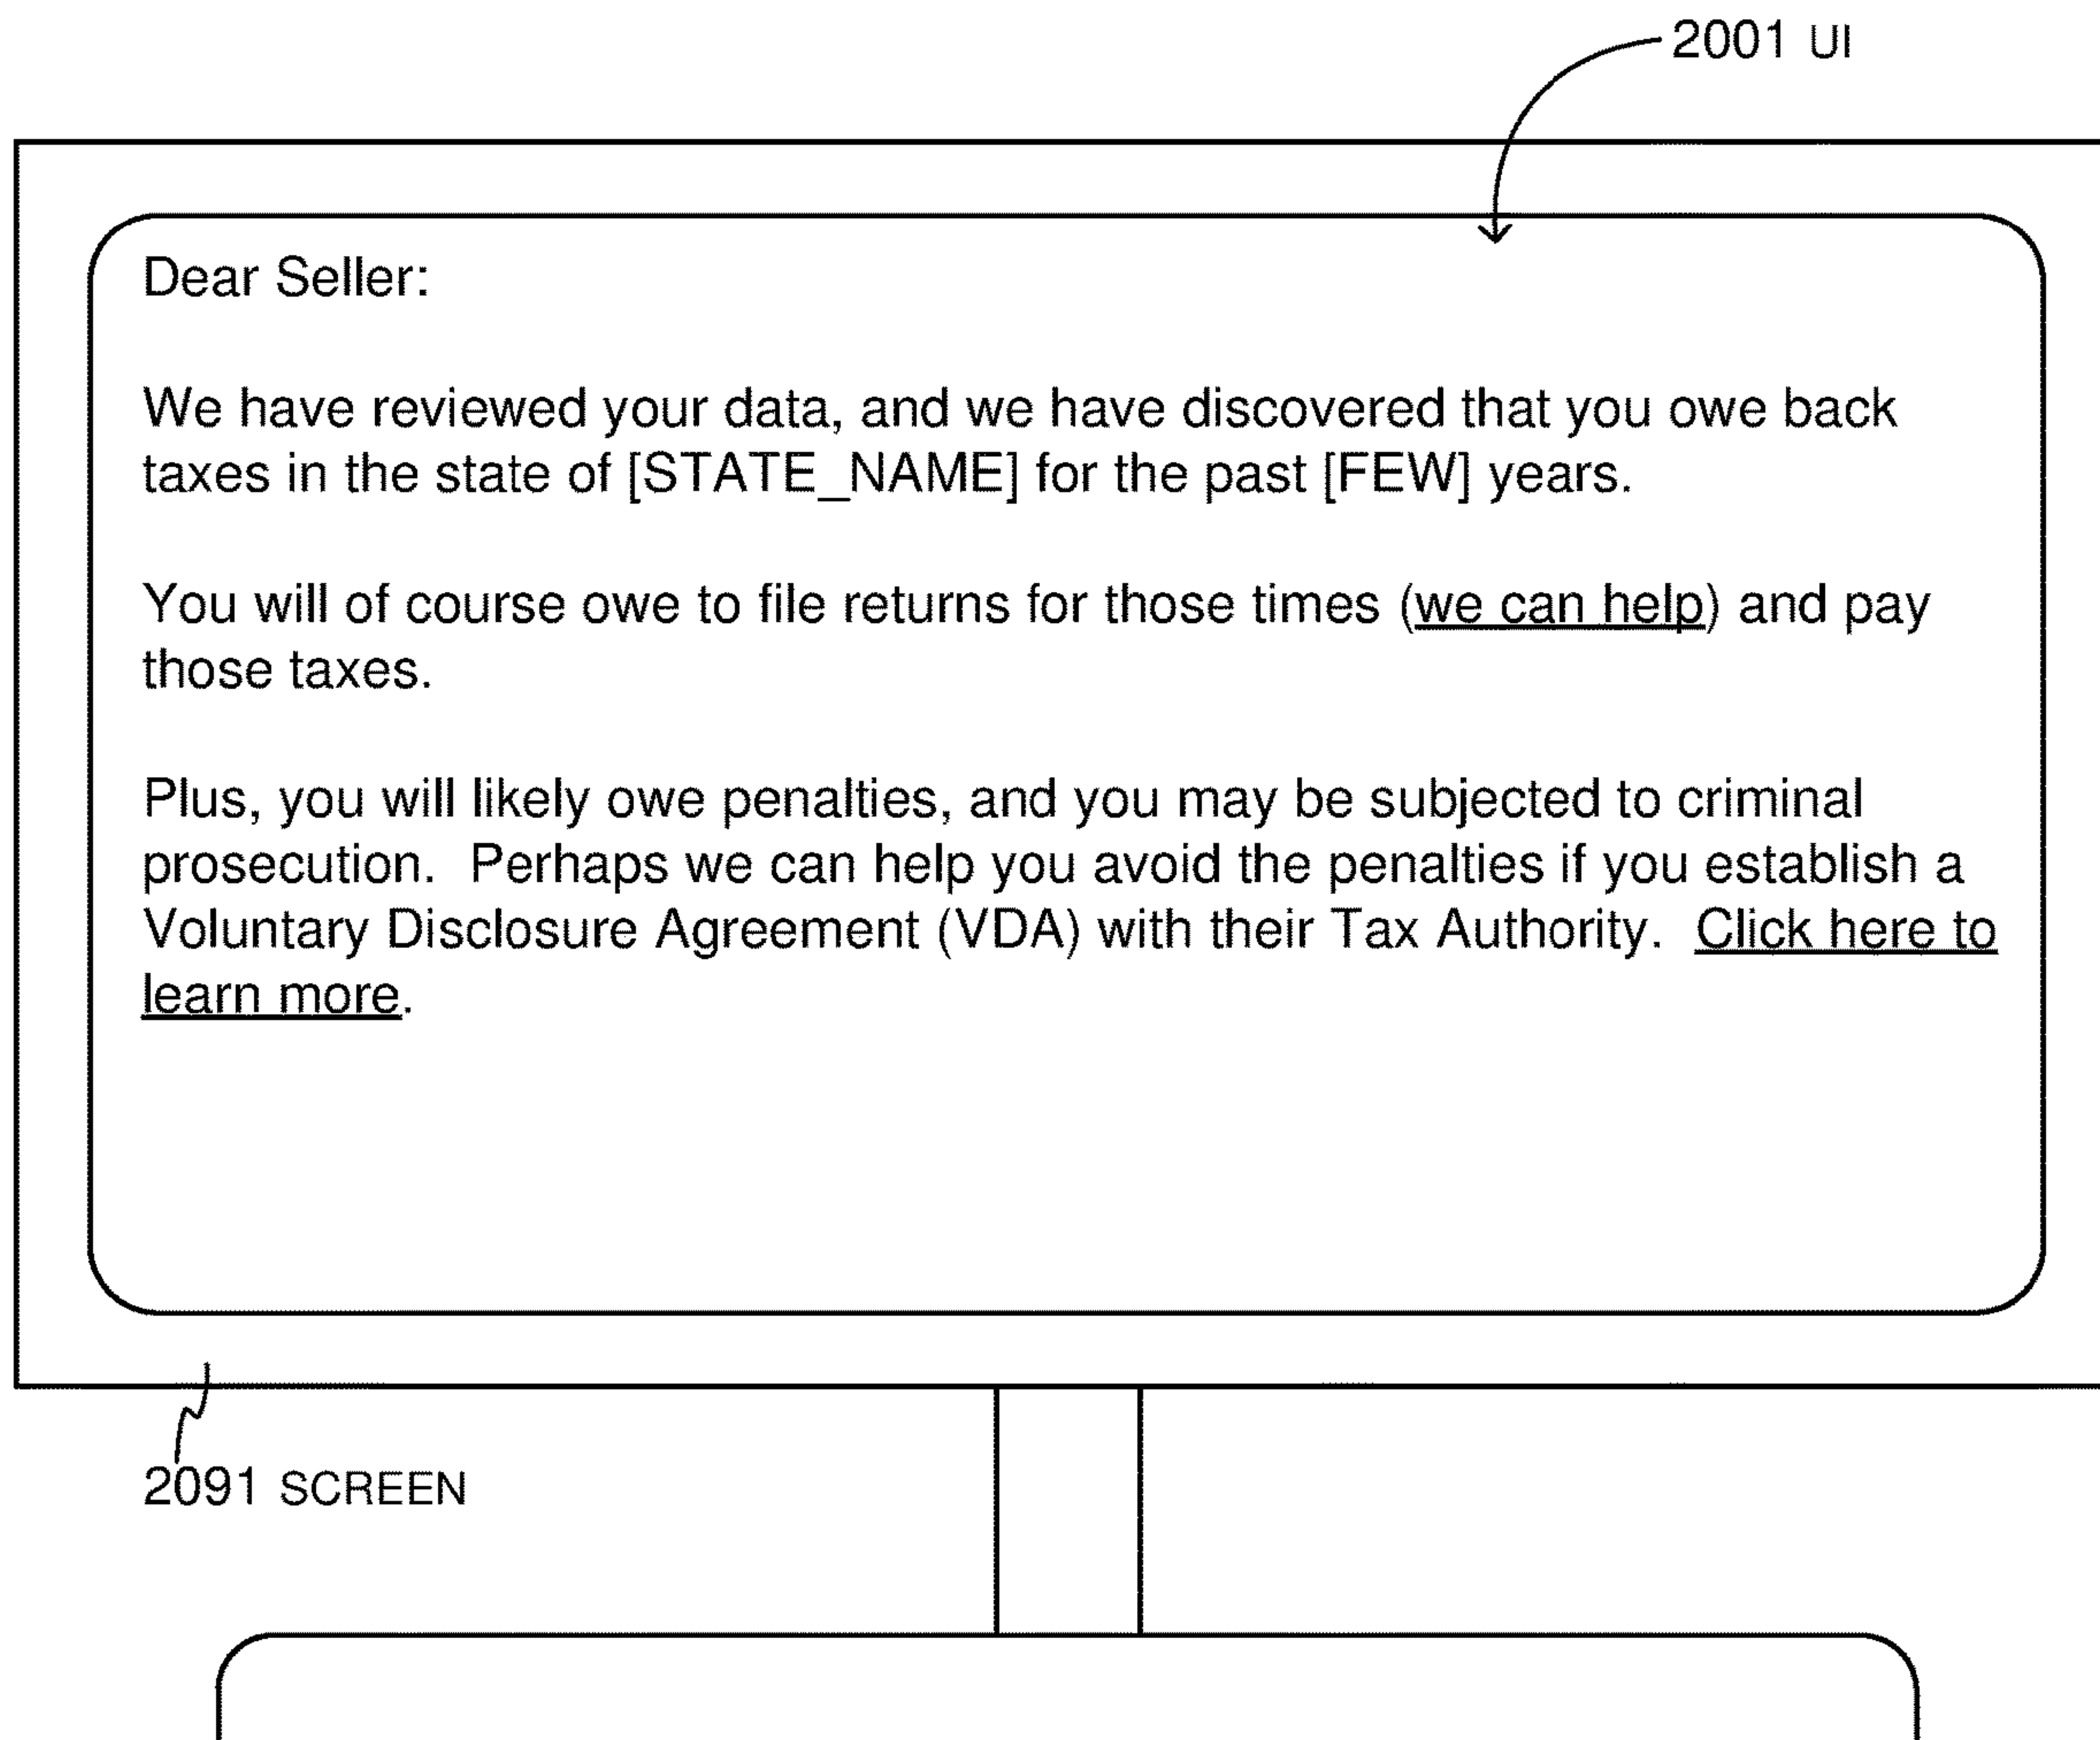 2001 UI
Dear Seller:
We have reviewed your data, and we have discovered that you owe back
taxes in the state of [STATE_NAME] for the past [FEW] years.
You will of course owe to file returns for those times (we can help) and pay
those taxes.
Plus, you will likely owe penalties, and you may be subjected to criminal
prosecution.  Perhaps we can help you avoid the penalties if you establish a
Voluntary Disclosure Agreement (VDA) with their Tax Authority.  Click here to
learn more.
2091 SCREEN